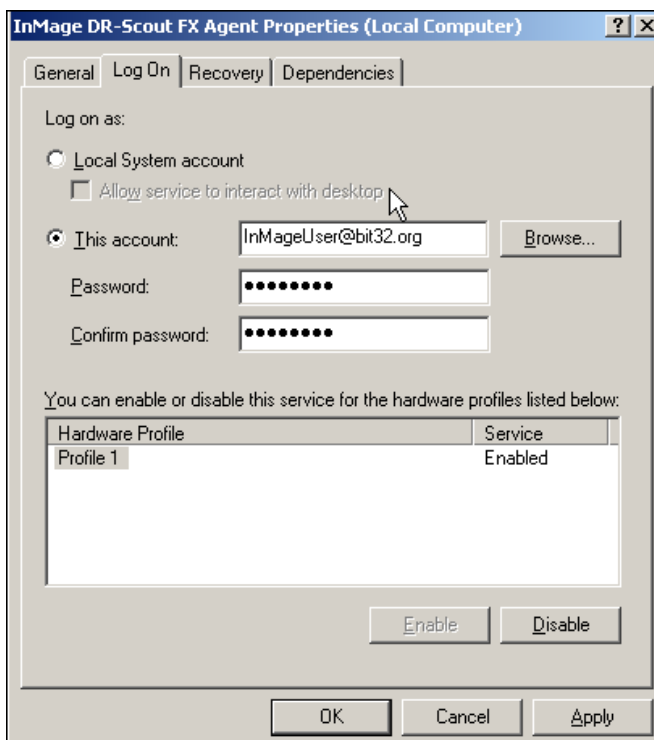 InMage DR-Scout FX Agent Properties (Local Computer)
General Log On Recovery Dependencies
Log on as:
Local System account
Allow service to interact with desktop
This account: InMageUser@bit32.org Browse...
Password: ●●●●●●●●
Confirm password: ●●●●●●●●
You can enable or disable this service for the hardware profiles listed below:
Hardware Profile Service
Profile 1 Enabled
Enable Disable
OK Cancel Apply